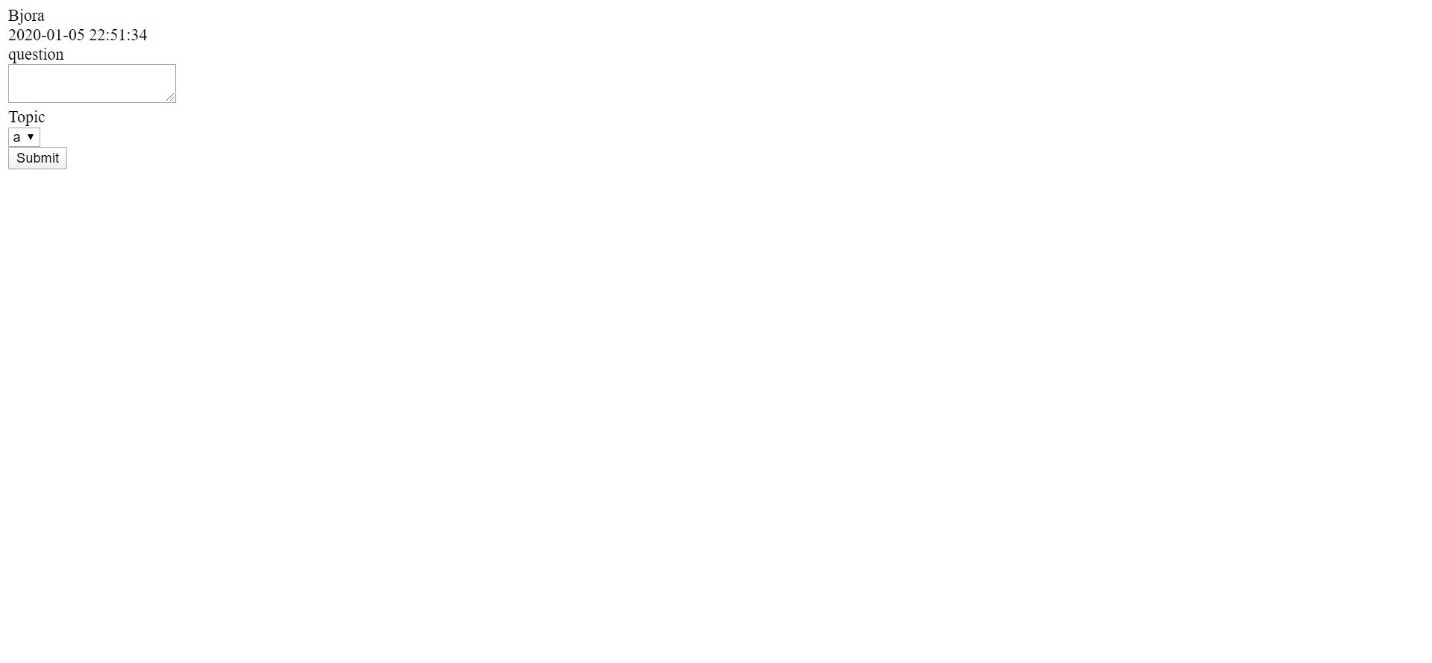 Bjora
2020-01-05 22:51:34
question
Topic
a
Submit